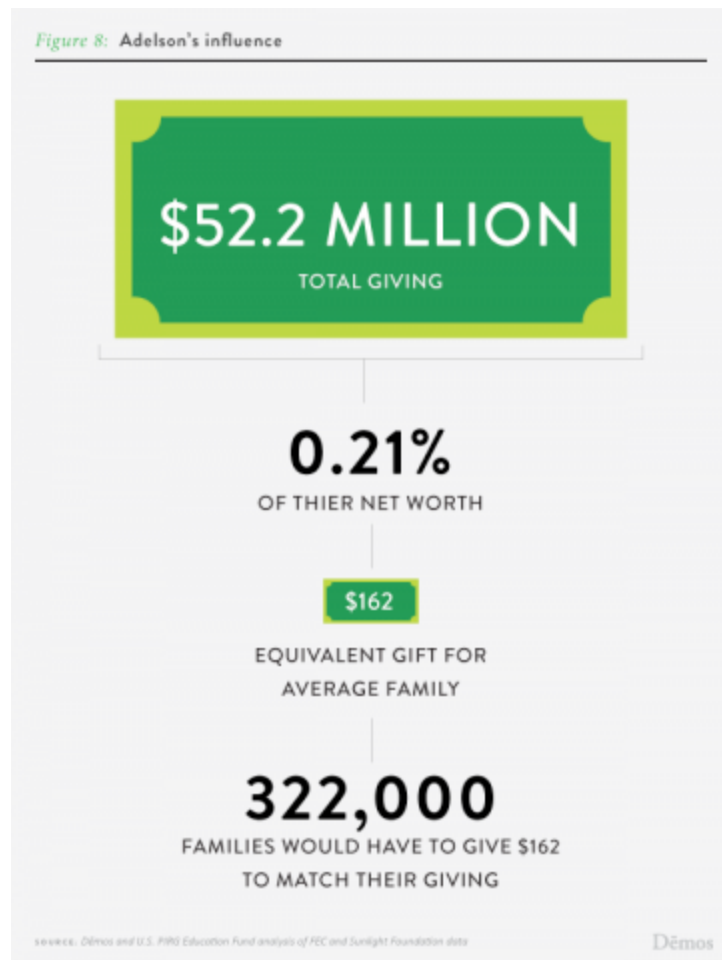 Figure 8: Adelson's influence
$52.2 MILLION
TOTAL GIVING
0.21%
OF THIER NET WORTH
$162
EQUIVALENT GIFT FOR
AVERAGE FAMILY
322,000
FAMILIES WOULD HAVE TO GIVE $162
TO MATCH THEIR GIVING
SOURCE: Dēmos and U.S. PIRG Education Fund analysis of FEC and Sunlight Foundation data
Dēmos